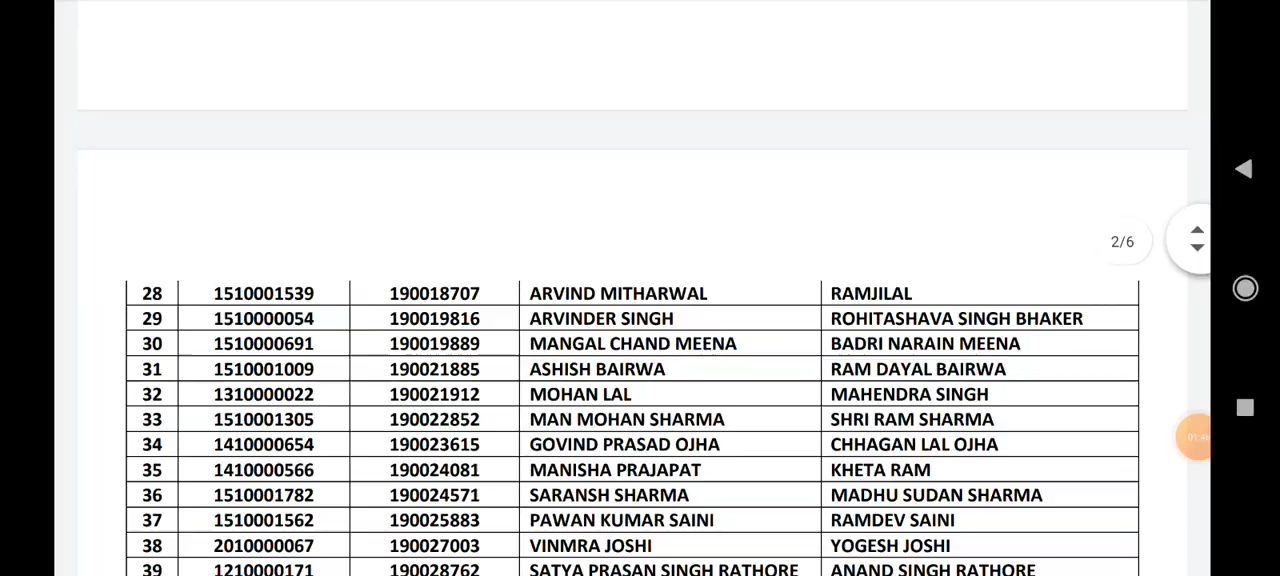 2/6
28 1510001539 190018707 ARVIND MITHARWAL RAMJILAL
29 1510000054 190019816 ARVINDER SINGH ROHITASHAVA SINGH BHAKER
30 1510000691 190019889 MANGAL CHAND MEENA BADRI NARAIN MEENA
31 1510001009 190021885 ASHISH BAIRWA RAM DAYAL BAIRWA
32 1310000022 190021912 MOHAN LAL MAHENDRA SINGH
33 1510001305 190022852 MAN MOHAN SHARMA SHRI RAM SHARMA
34 1410000654 190023615 GOVIND PRASAD OJHA CHHAGAN LAL OJHA
35 1410000566 190024081 MANISHA PRAJAPAT KHETA RAM
36 1510001782 190024571 SARANSH SHARMA MADHU SUDAN SHARMA
37 1510001562 190025883 PAWAN KUMAR SAINI RAMDEV SAINI
38 2010000067 190027003 VINMRA JOSHI YOGESH JOSHI
39 1210000171 190028762 SATYA PRASAN SINGH RATHORE ANAND SINGH RATHORE